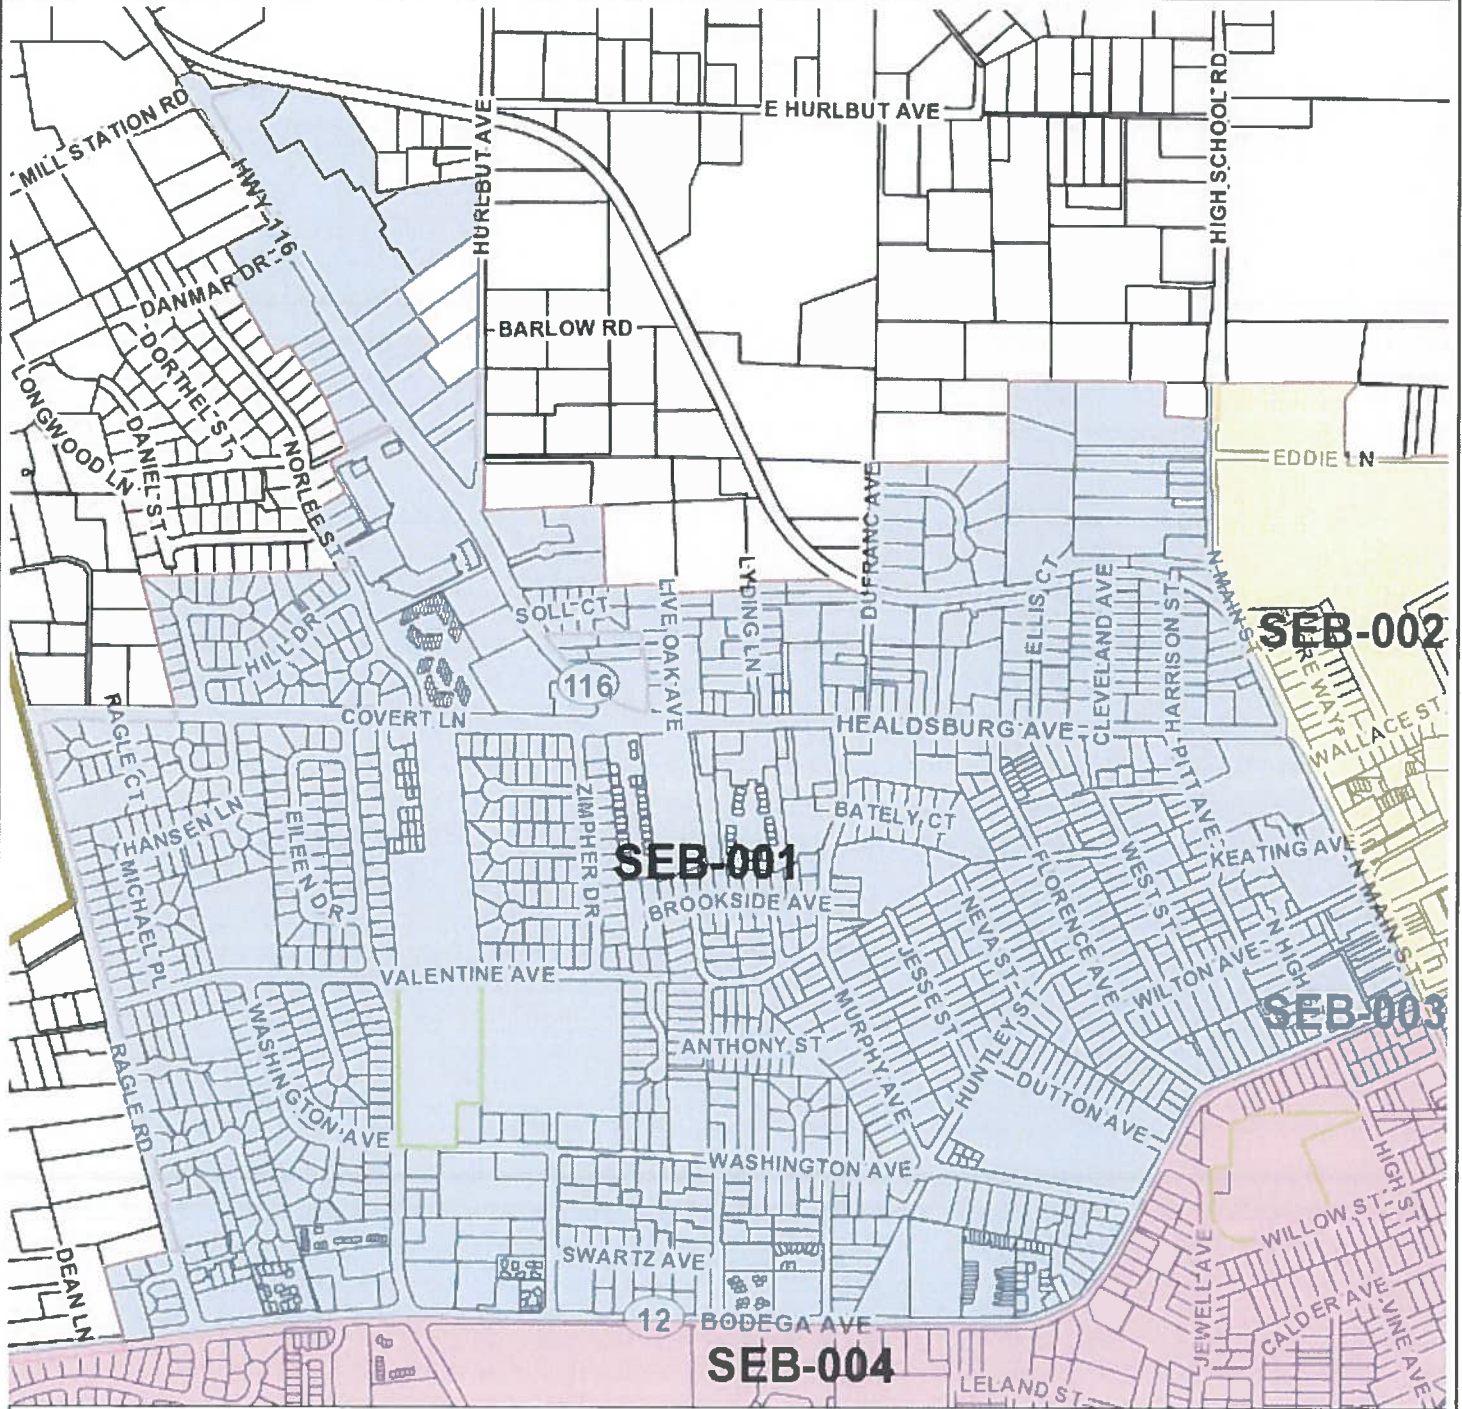 MILL STATION RD
HWY 116
HURLBUT AVE
E HURLBUT AVE
HIGH SCHOOL RD
DANMAR DR
BARLOW RD
DORTHEL ST
LONGWOOD LN
DANIEL ST
NORLEE ST
EDDIE LN
DUFRANC AVE
N MAIN ST
SOLL CT
LIVE OAK AVE
LYDING LN
ELLIS CT
CLEVELAND AVE
HARRISON ST
SEB-002
HILL DR
116
WALLACE ST
RAGLE CT
COVERT LN
HEALDSBURG AVE
PITT AVE
HANSEN LN
EILEEN DR
ZIMPHER DR
BATELY CT
SEB-001
MICHAEL PL
FLORENCE AVE
WEST ST
KEATING AVE
N MAIN ST
BROOKSIDE AVE
NEVA ST
JESSE ST
VALENTINE AVE
WILTON AVE
N HIGH
SEB-003
WASHINGTON AVE
ANTHONY ST
MURPHY AVE
HUNTLEY ST
RAGLE RD
DUTTON AVE
WASHINGTON AVE
HIGH ST
WILLOW ST
JEWELL AVE
DEAN LN
SWARTZ AVE
CALDER AVE
VINE AVE
12
BODEGA AVE
SEB-004
LELAND ST